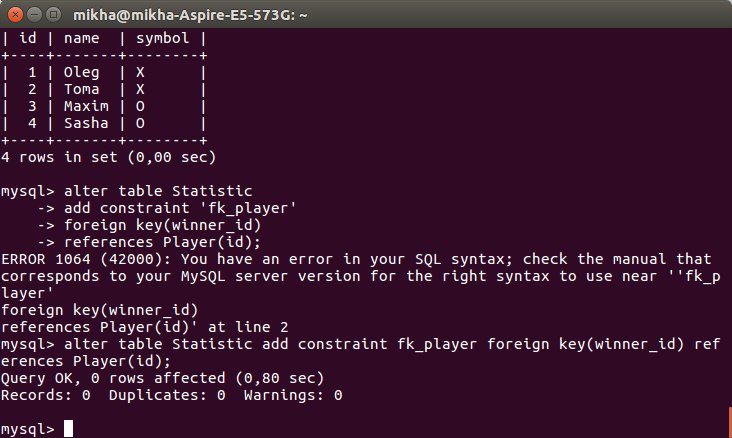 mikha@mikha-Aspire-E5-573G: ~
| id | name  | symbol |
+----+-------+--------+
|  1 | Oleg  | X      |
|  2 | Toma  | X      |
|  3 | Maxim | O      |
|  4 | Sasha | O      |
+----+-------+--------+
4 rows in set (0,00 sec)

mysql> alter table Statistic
    -> add constraint 'fk_player'
    -> foreign key(winner_id)
    -> references Player(id);
ERROR 1064 (42000): You have an error in your SQL syntax; check the manual that
corresponds to your MySQL server version for the right syntax to use near ''fk_p
layer'
foreign key(winner_id)
references Player(id)' at line 2
mysql> alter table Statistic add constraint fk_player foreign key(winner_id) ref
erences Player(id);
Query OK, 0 rows affected (0,80 sec)
Records: 0  Duplicates: 0  Warnings: 0

mysql>